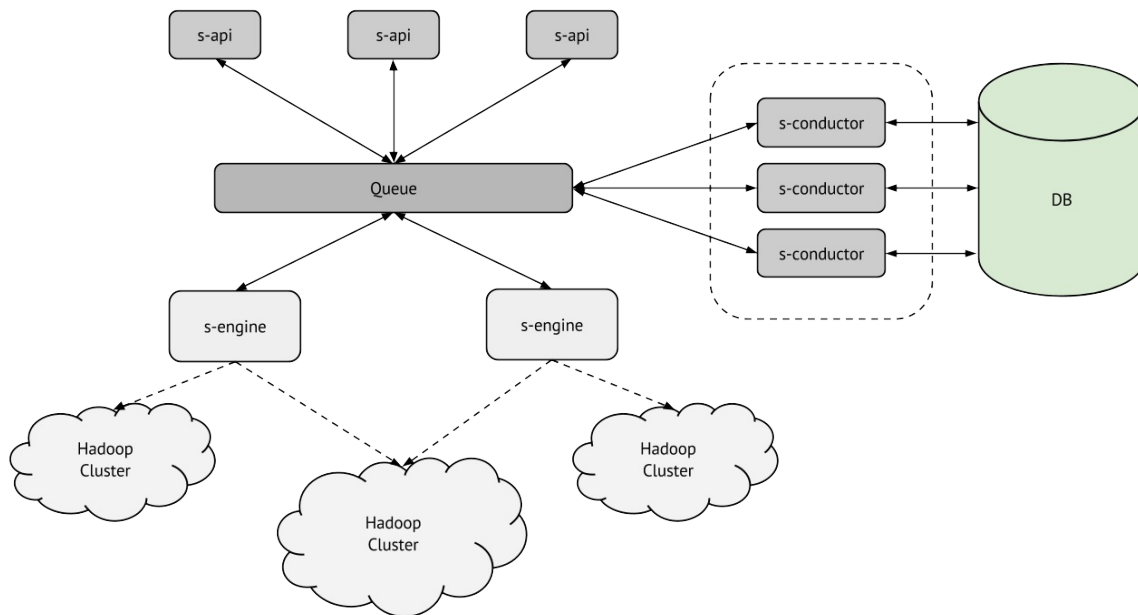 s-api
s-api
s-api
s-conductor
Queue
s-conductor
DB
s-conductor
s-engine
s-engine
Hadoop
Cluster
Hadoop
Cluster
Hadoop
Cluster